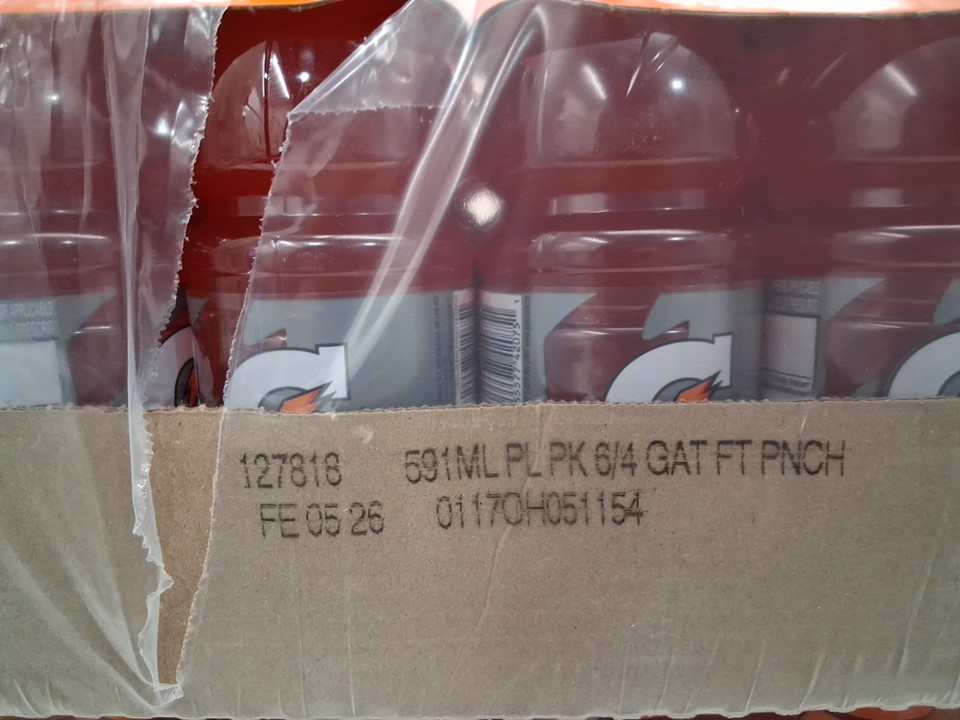 127818 591ML PL PK 6/4 GAT FT PNCH
FE 05 26 0117OH051154